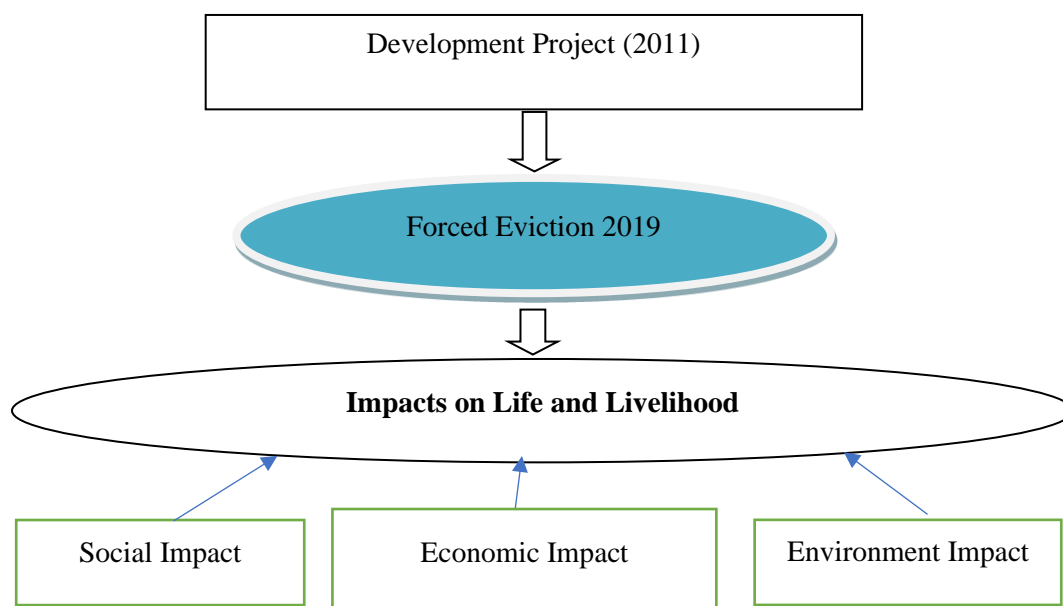 Development Project (2011)
Forced Eviction 2019
Impacts on Life and Livelihood
Social Impact
Economic Impact
Environment Impact